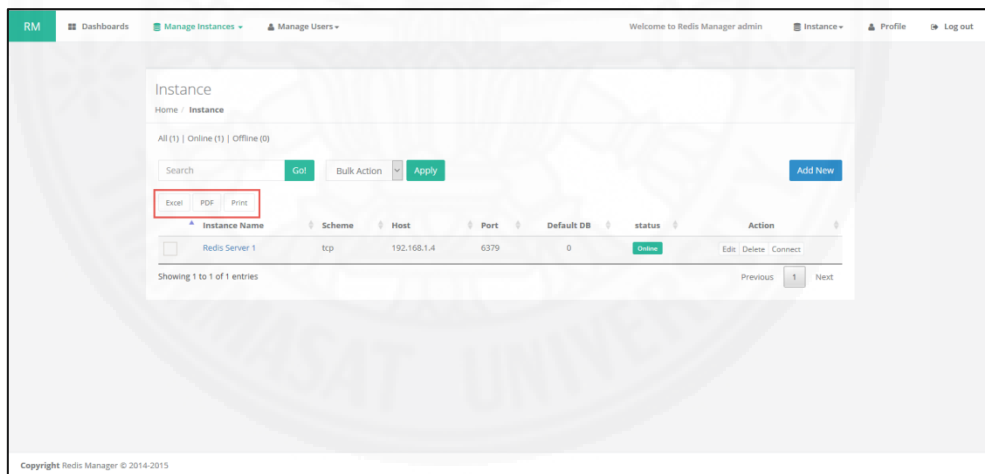 RM Dashboards Manage Instances Manage Users Welcome to Redis Manager admin Instance Profile Log out
Instance
Home / Instance
All (1) | Online (1) | Offline (0)
Search Go! Bulk Action Apply Add New
Excel PDF Print
Instance Name Scheme Host Port Default DB status Action
Redis Server 1 tcp 192.168.1.4 6379 0 Online Edit Delete Connect
Showing 1 to 1 of 1 entries Previous 1 Next
Copyright Redis Manager © 2014-2015